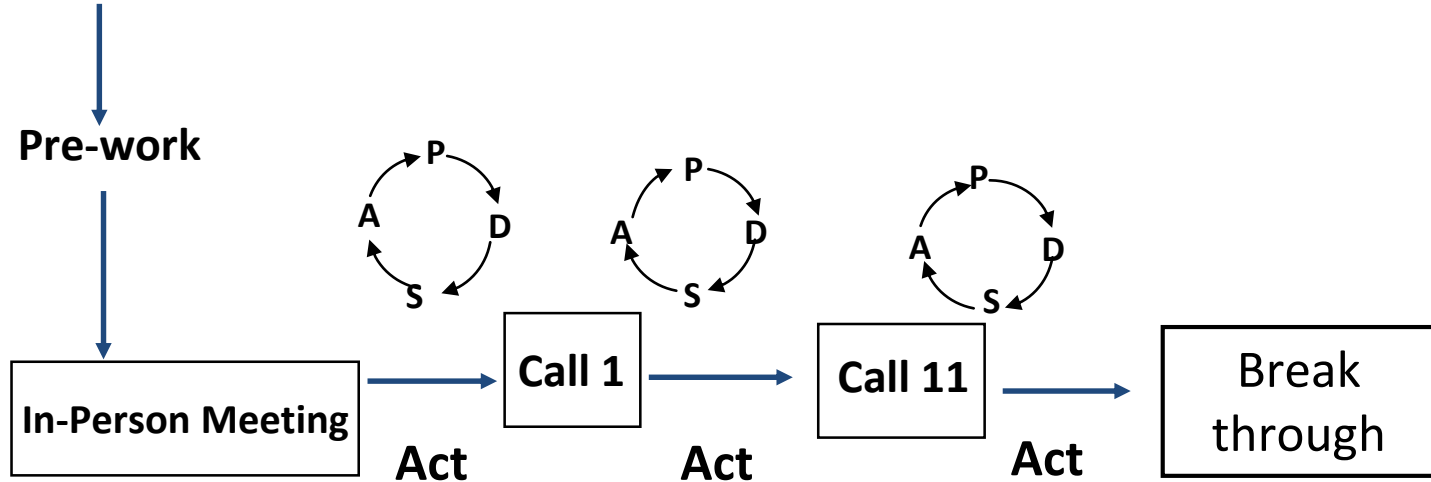 Pre-work
P
D
S
A
P
D
S
A
P
D
S
A
In-Person Meeting
Call 1
Call 11
Break
through
Act
Act
Act